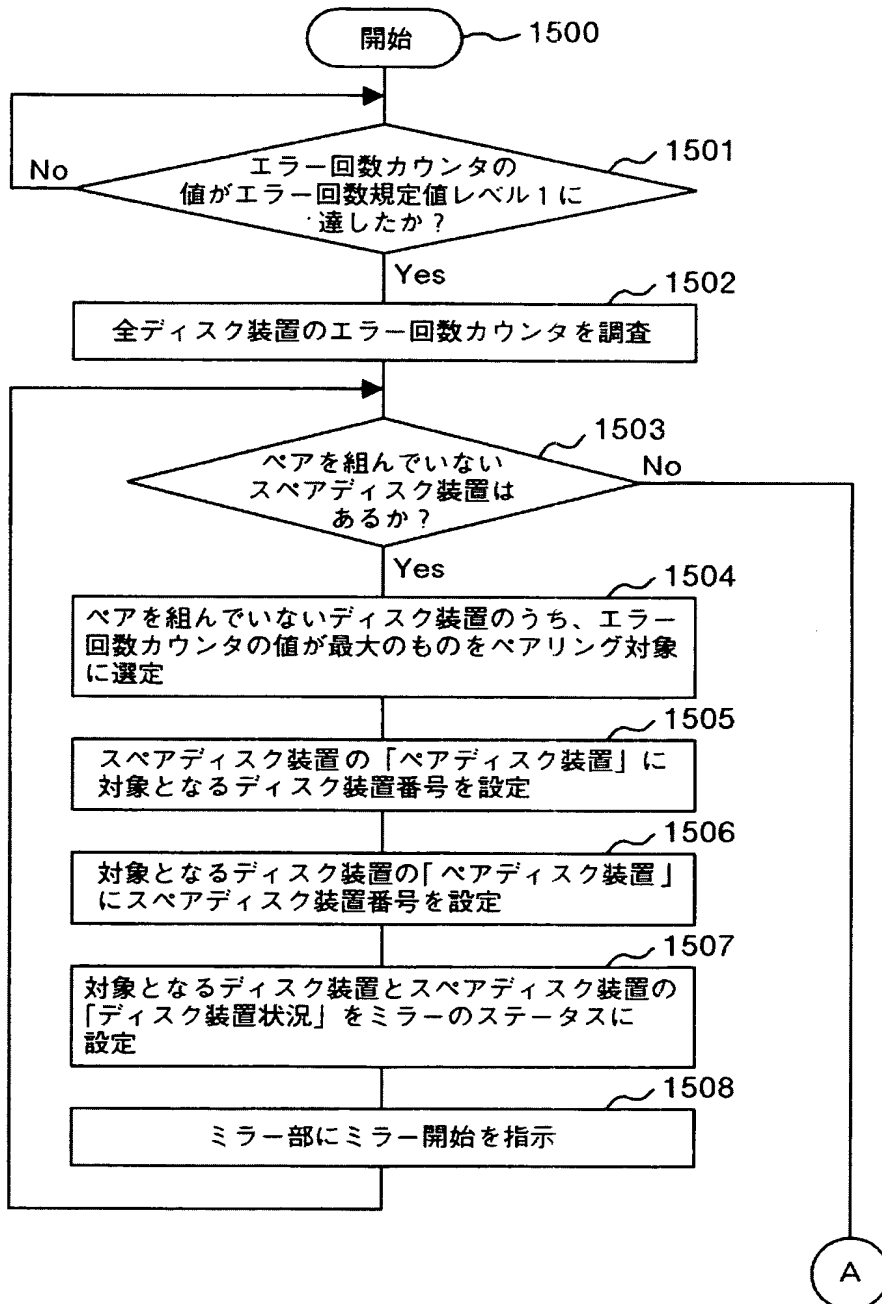 開始
1500
エラー回数カウンタの
値がエラー回数規定値レベル1に
達したか?
1501
No
Yes
1502
全ディスク装置のエラー回数カウンタを調査
1503
ペアを組んでいない
スペアディスク装置は
あるか?
No
Yes
1504
ペアを組んでいないディスク装置のうち、エラー
回数カウンタの値が最大のものをペアリング対象
に選定
1505
スペアディスク装置の「ペアディスク装置」に
対象となるディスク装置番号を設定
1506
対象となるディスク装置の「ペアディスク装置」
にスペアディスク装置番号を設定
1507
対象となるディスク装置とスペアディスク装置の
「ディスク装置状況」をミラーのステータスに
設定
1508
ミラー部にミラー開始を指示
A